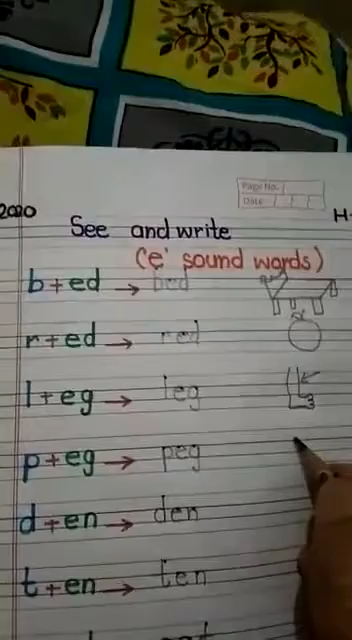 Page No.
Date
2020
H
See and write
(e' sound words)
b+ed → bed
r+ed → red
l+eg → leg
p+eg → peg
d+en → den
t+en → ten